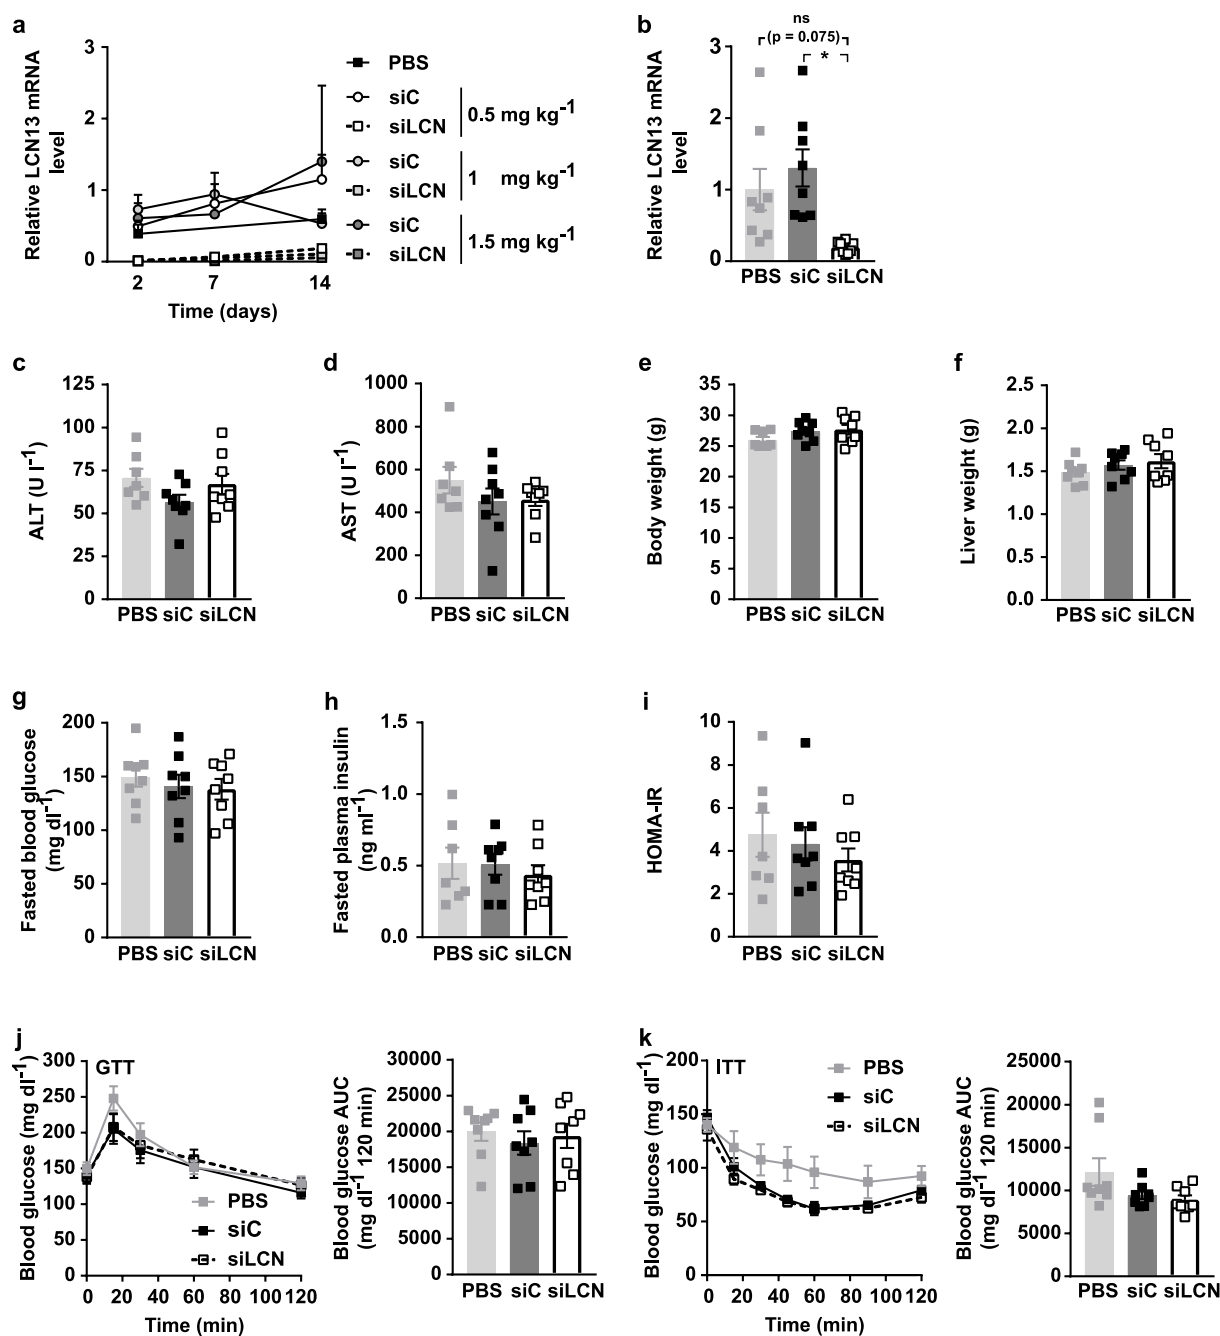 a
Relative LCN13 mRNA
level
3
2
1
0
2
7
14
Time (days)
PBS
siC
siLCN
0.5 mg kg-1
siC
siLCN
1 mg kg-1
siC
siLCN
1.5 mg kg-1
b
ns
(p = 0.075)
*
Relative LCN13 mRNA
level
3
2
1
0
PBS siC siLCN
c
ALT (U l-1)
125
100
75
50
25
0
PBS siC siLCN
d
AST (U l-1)
1000
800
600
400
200
0
PBS siC siLCN
e
Body weight (g)
35
30
25
20
15
10
5
0
PBS siC siLCN
f
Liver weight (g)
2.5
2.0
1.5
1.0
0.5
0.0
PBS siC siLCN
g
Fasted blood glucose
(mg dl-1)
200
150
100
50
0
PBS siC siLCN
h
Fasted plasma insulin
(ng ml-1)
1.5
1.0
0.5
0.0
PBS siC siLCN
i
HOMA-IR
10
8
6
4
2
0
PBS siC siLCN
j
GTT
Blood glucose (mg dl-1)
300
250
200
150
100
50
0
PBS
siC
siLCN
0 20 40 60 80 100 120
Time (min)
Blood glucose AUC
(mg dl-1 120 min)
30000
25000
20000
15000
10000
5000
0
PBS siC siLCN
k
ITT
Blood glucose (mg dl-1)
200
150
100
50
0
PBS
siC
siLCN
0 20 40 60 80 100 120
Time (min)
Blood glucose AUC
(mg dl-1 120 min)
25000
20000
15000
10000
5000
0
PBS siC siLCN